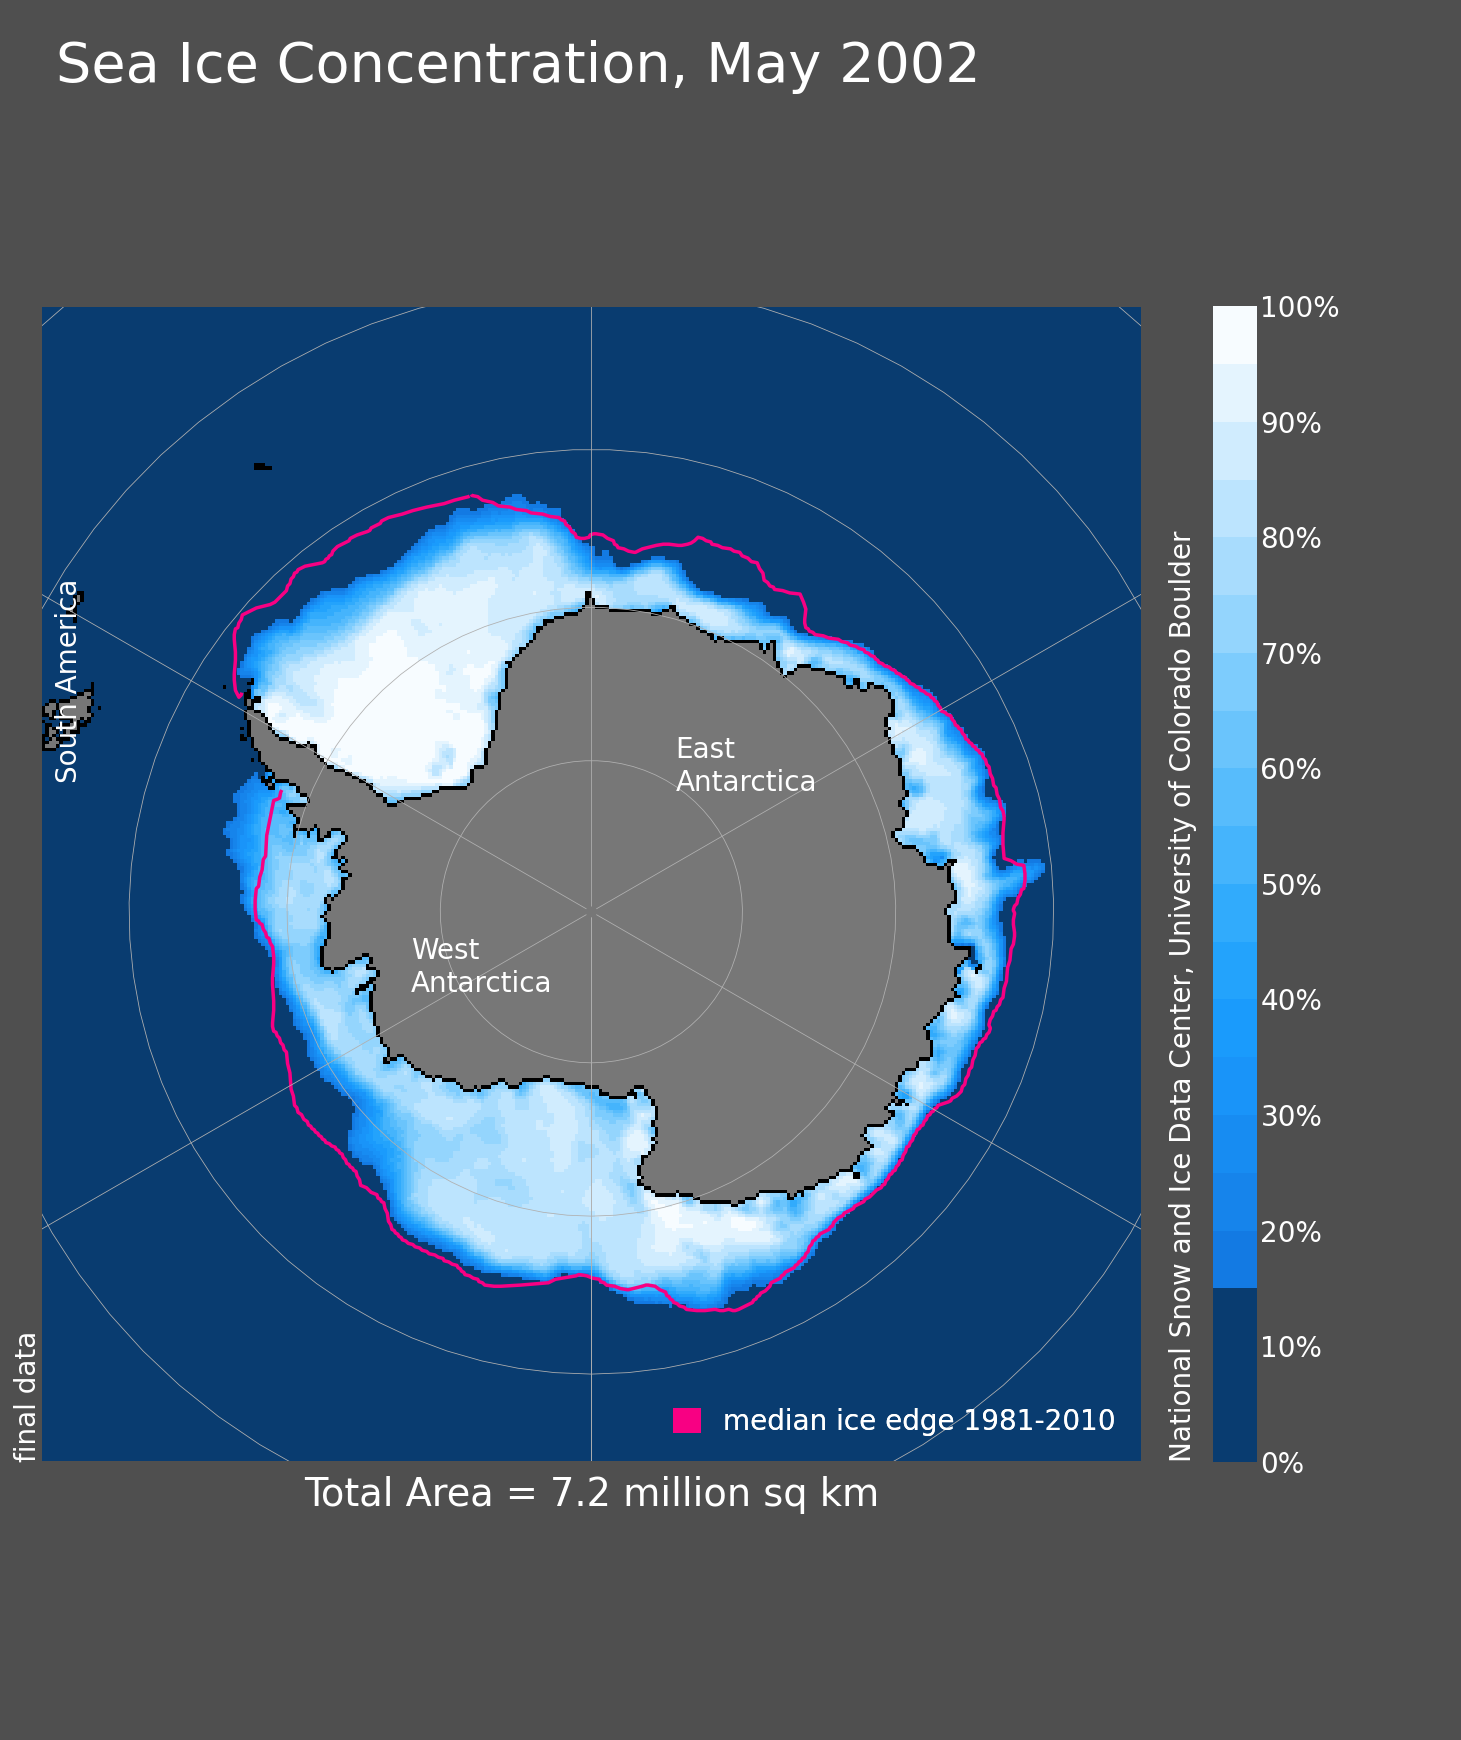 Sea Ice Concentration, May 2002
South America
East
Antarctica
West
Antarctica
final data
median ice edge 1981-2010
Total Area = 7.2 million sq km
National Snow and Ice Data Center, University of Colorado Boulder
100%
90%
80%
70%
60%
50%
40%
30%
20%
10%
0%